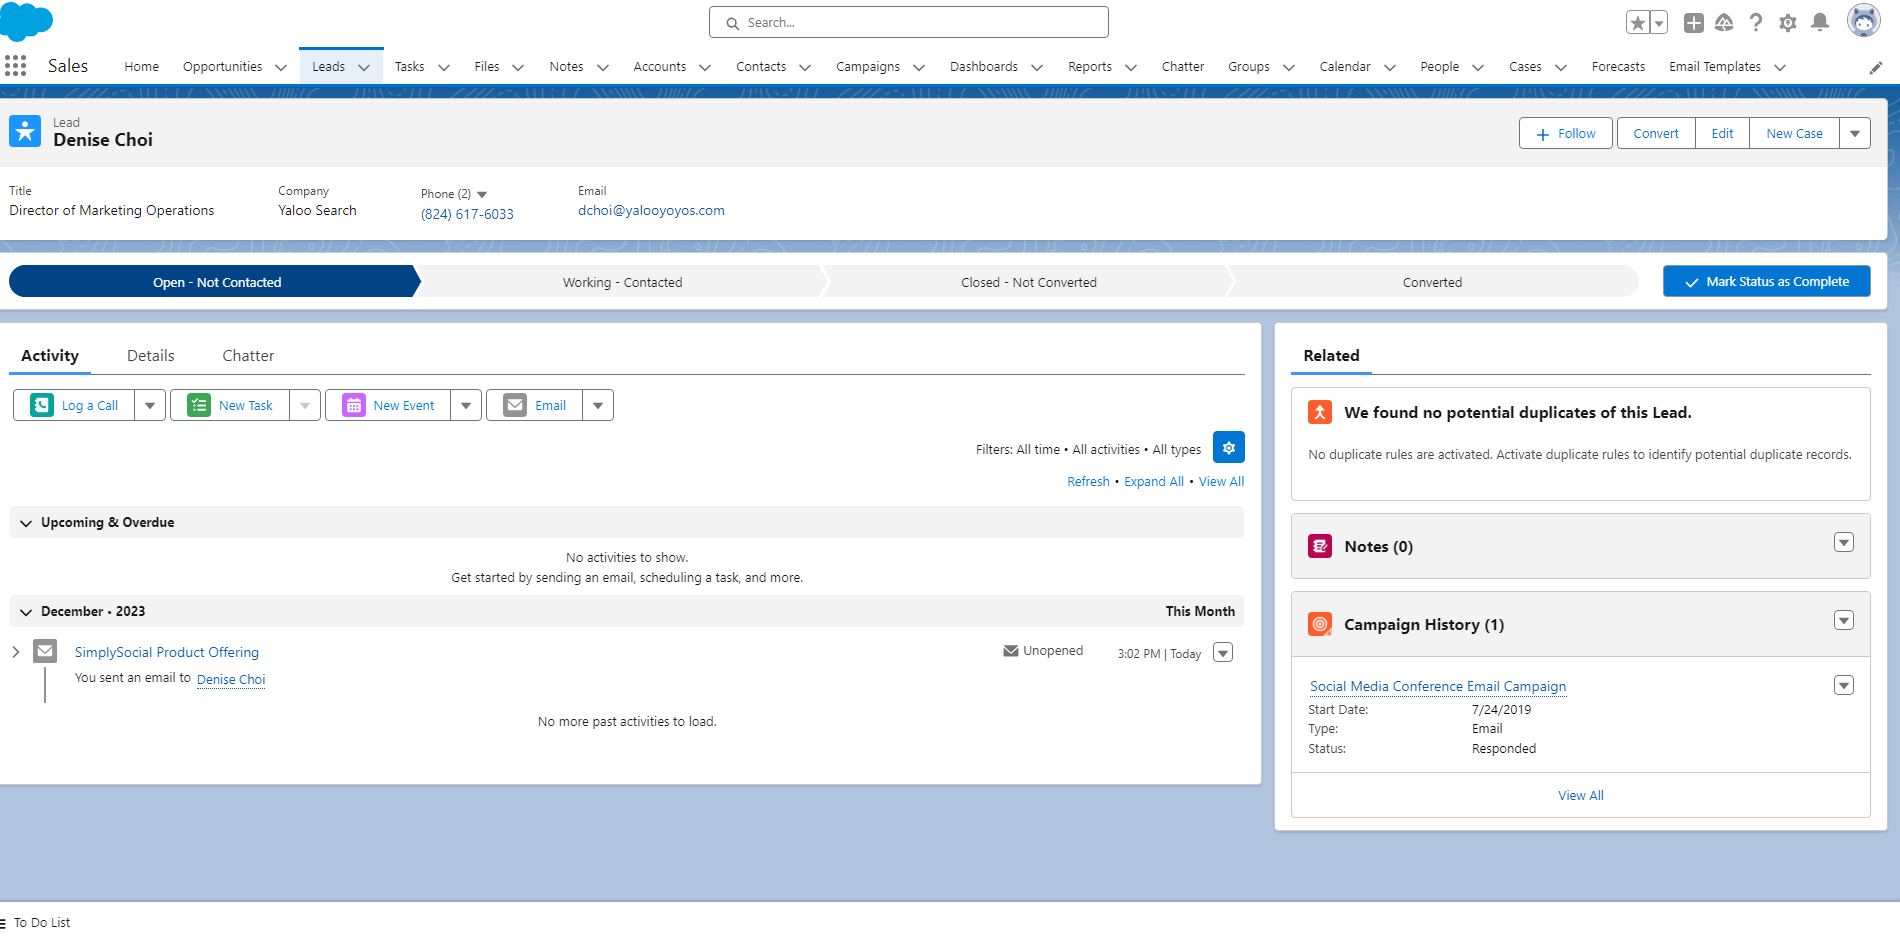 Search...
Sales
Home
Opportunities
Leads
Tasks
Files
Notes
Accounts
Contacts
Campaigns
Dashboards
Reports
Chatter
Groups
Calendar
People
Cases
Forecasts
Email Templates
Lead
Denise Choi
Follow
Convert
Edit
New Case
Title
Director of Marketing Operations
Company
Yaloo Search
Phone (2)
(824) 617-6033
Email
dchoi@yalooyoyos.com
Open - Not Contacted
Working - Contacted
Closed - Not Converted
Converted
Mark Status as Complete
Activity
Details
Chatter
Log a Call
New Task
New Event
Email
Filters: All time • All activities • All types
Refresh • Expand All • View All
Upcoming & Overdue
No activities to show.
Get started by sending an email, scheduling a task, and more.
December • 2023
This Month
SimplySocial Product Offering
Unopened
3:02 PM | Today
You sent an email to Denise Choi
No more past activities to load.
Related
We found no potential duplicates of this Lead.
No duplicate rules are activated. Activate duplicate rules to identify potential duplicate records.
Notes (0)
Campaign History (1)
Social Media Conference Email Campaign
Start Date: 7/24/2019
Type: Email
Status: Responded
View All
To Do List